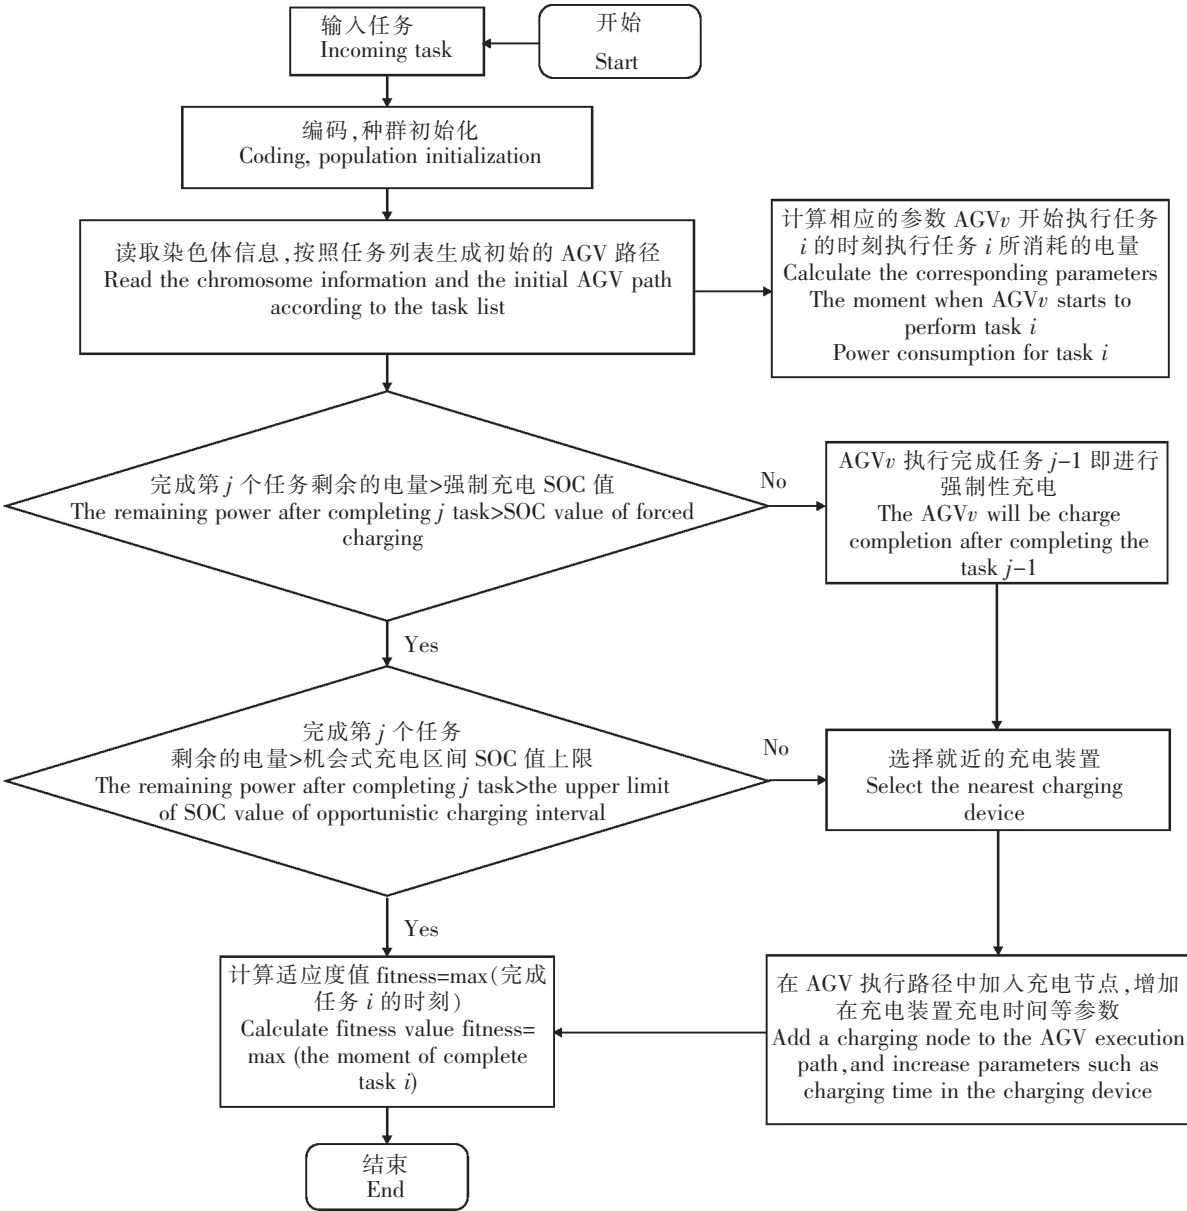 开始
Start
输入任务
Incoming task
编码,种群初始化
Coding, population initialization
读取染色体信息,按照任务列表生成初始的 AGV 路径
Read the chromosome information and the initial AGV path
according to the task list
计算相应的参数 AGVv 开始执行任务
i 的时刻执行任务 i 所消耗的电量
Calculate the corresponding parameters
The moment when AGVv starts to
perform task i
Power consumption for task i
完成第 j 个任务剩余的电量>强制充电 SOC 值
The remaining power after completing j task>SOC value of forced
charging
No
AGVv 执行完成任务 j-1 即进行
强制性充电
The AGVv will be charge
completion after completing the
task j-1
Yes
完成第 j 个任务
剩余的电量>机会式充电区间 SOC 值上限
The remaining power after completing j task>the upper limit
of SOC value of opportunistic charging interval
No
选择就近的充电装置
Select the nearest charging
device
Yes
计算适应度值 fitness=max(完成
任务 i 的时刻)
Calculate fitness value fitness=
max (the moment of complete
task i)
在 AGV 执行路径中加入充电节点,增加
在充电装置充电时间等参数
Add a charging node to the AGV execution
path,and increase parameters such as
charging time in the charging device
结束
End